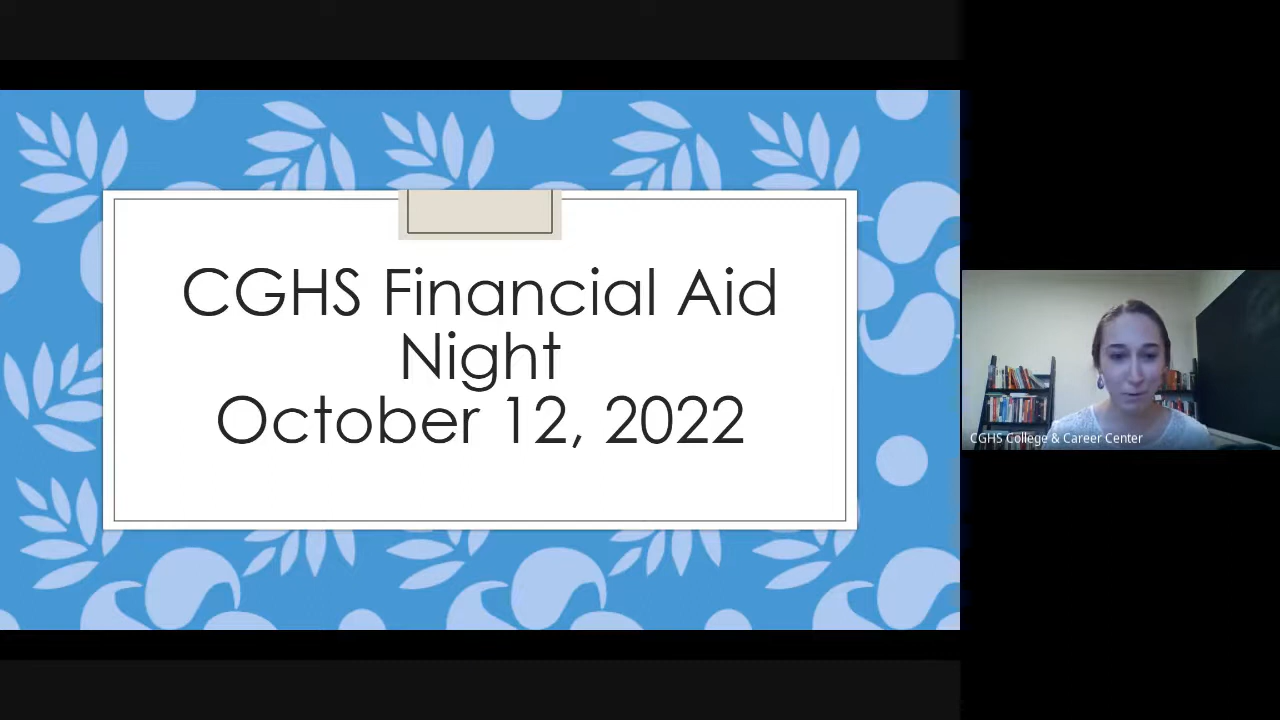 CGHS Financial Aid
Night
October 12, 2022
CGHS College & Career Center